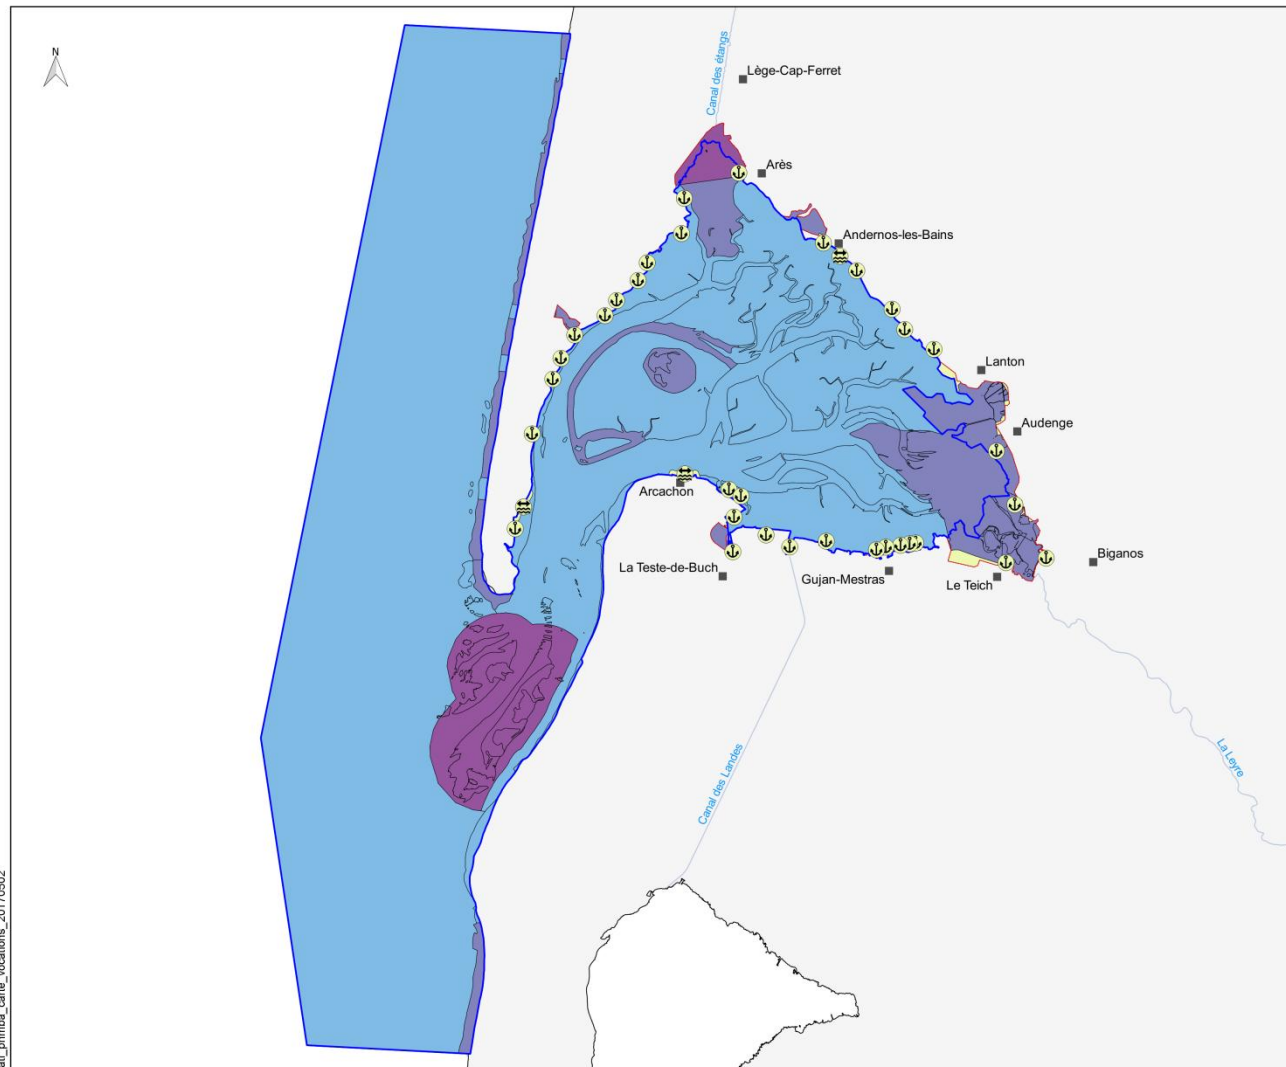 N
Canal des étangs
Lège-Cap-Ferret
Arès
Andernos-les-Bains
Lanton
Audenge
Arcachon
La Teste-de-Buch
Gujan-Mestras
Le Teich
Biganos
Canal des Landes
La Leyre